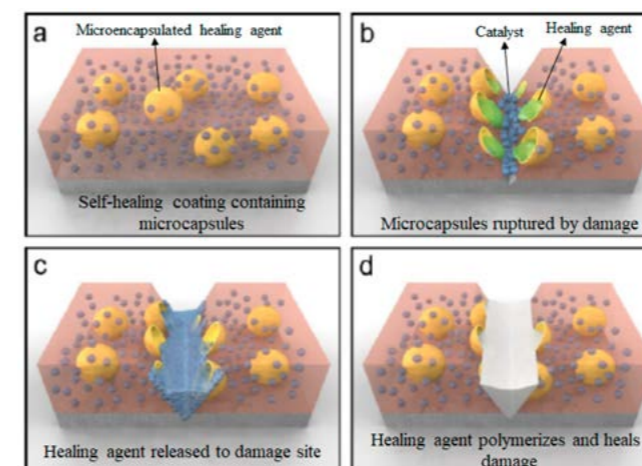 a
Microencapsulated healing agent
Self-healing coating containing
microcapsules
b
Catalyst
Healing agent
Microcapsules ruptured by damage
c
Healing agent released to damage site
d
Healing agent polymerizes and heals
damage